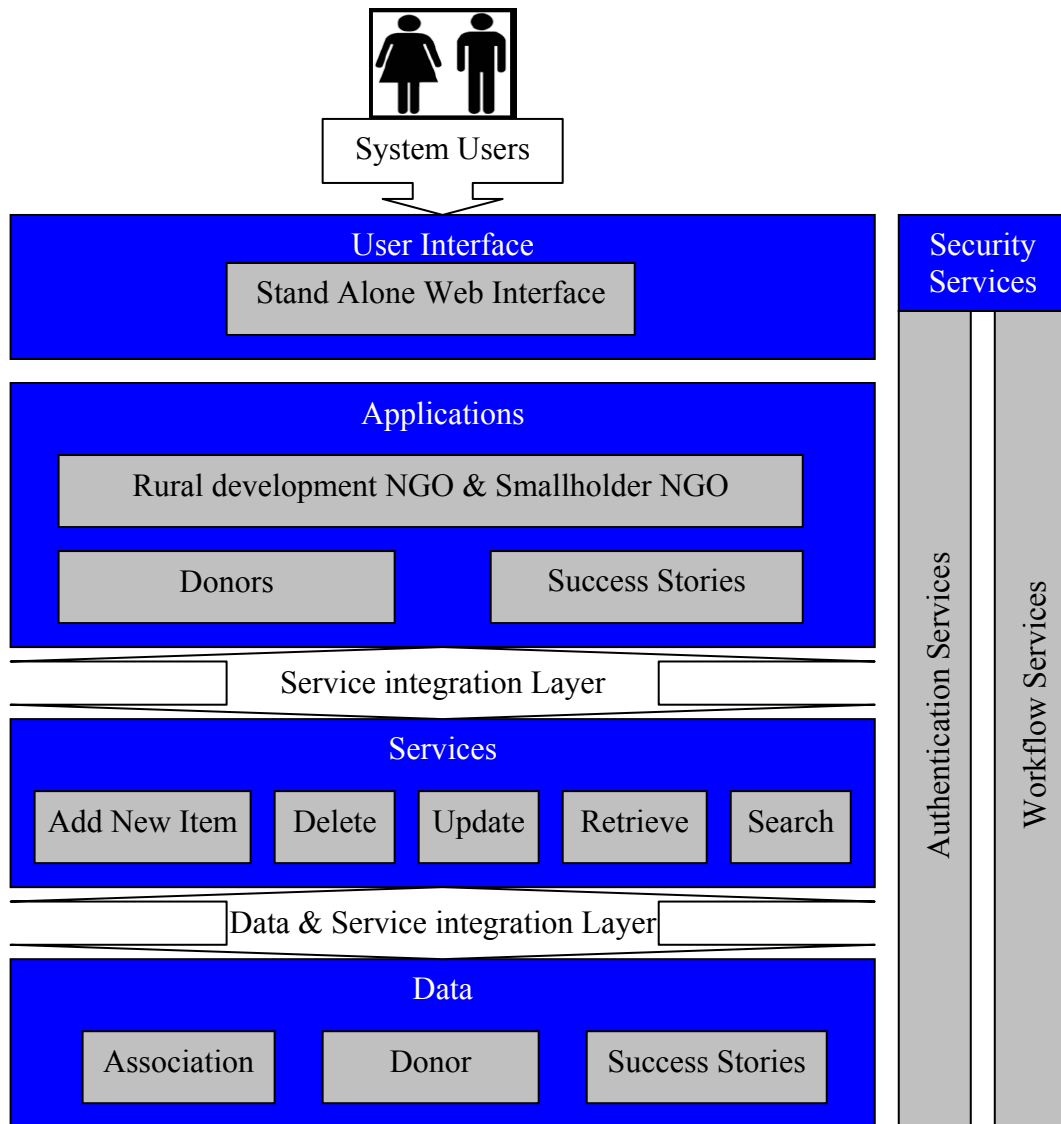 System Users
User Interface
Stand Alone Web Interface
Security
Services
Applications
Rural development NGO & Smallholder NGO
Donors
Success Stories
Service integration Layer
Services
Add New Item
Delete
Update
Retrieve
Search
Data & Service integration Layer
Data
Association
Donor
Success Stories
Authentication Services
Workflow Services